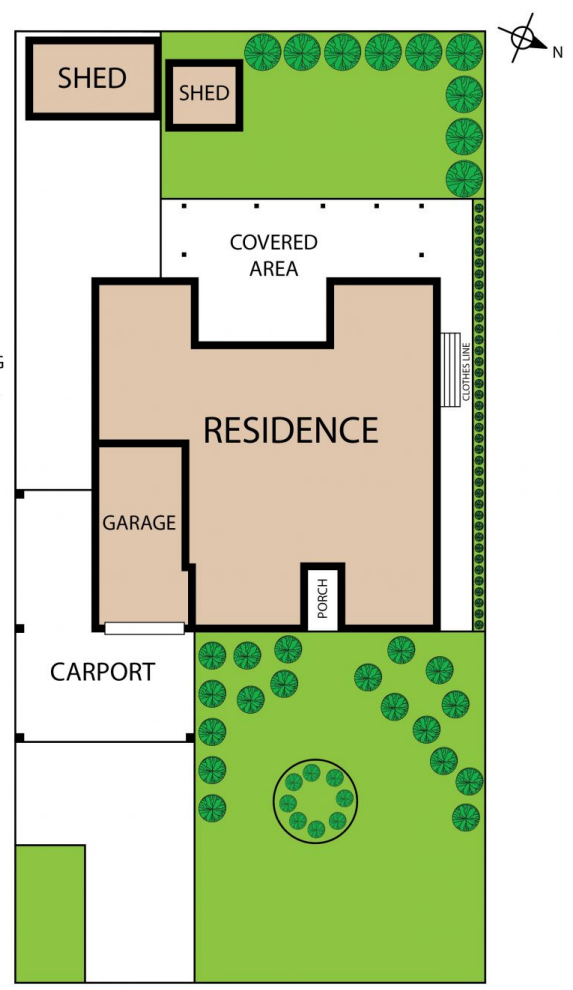 N
SHED
SHED
COVERED
AREA
CLOTHES LINE
G
RESIDENCE
GARAGE
PORCH
CARPORT